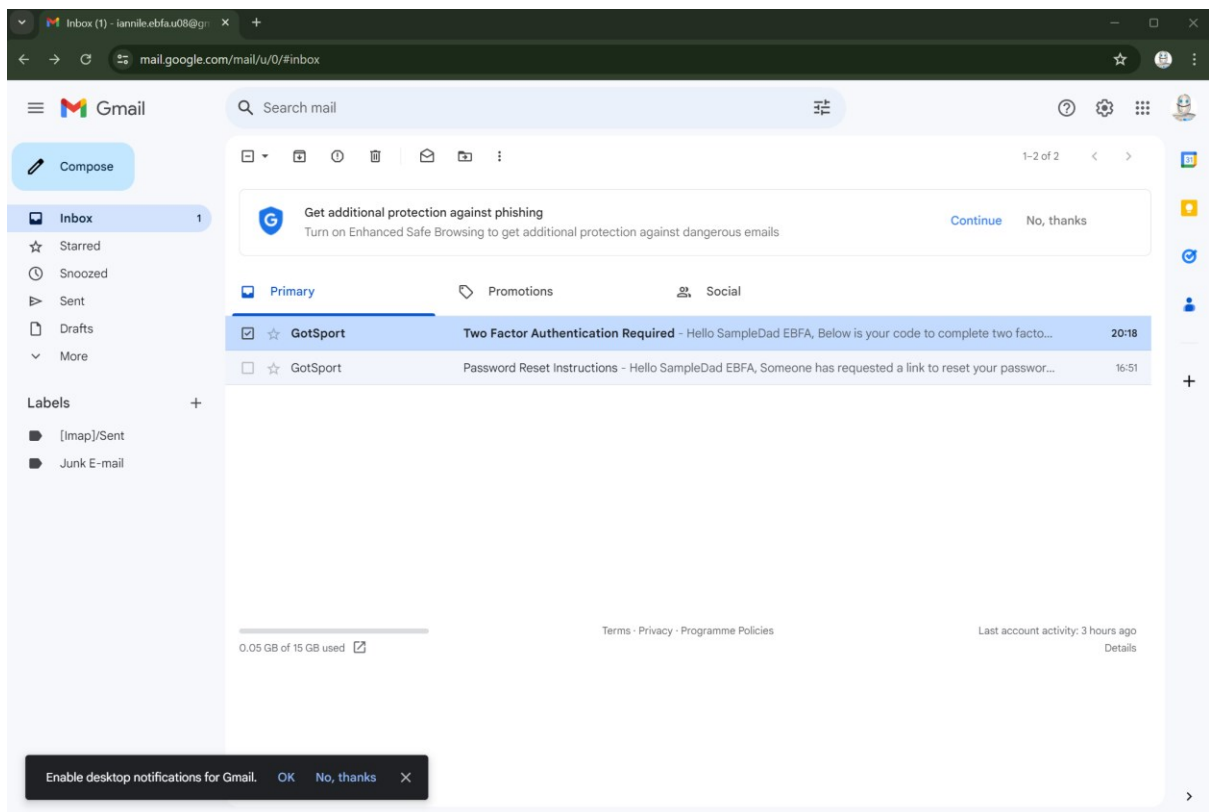 Inbox (1) - iannile.ebfa.u08@gm
mail.google.com/mail/u/0/#inbox
Gmail
Search mail
Compose
1–2 of 2
31
Inbox 1
Starred
Snoozed
Sent
Drafts
More
Labels
[Imap]/Sent
Junk E-mail
G
Get additional protection against phishing
Turn on Enhanced Safe Browsing to get additional protection against dangerous emails
Continue No, thanks
Primary Promotions Social
GotSport Two Factor Authentication Required - Hello SampleDad EBFA, Below is your code to complete two facto... 20:18
GotSport Password Reset Instructions - Hello SampleDad EBFA, Someone has requested a link to reset your passwor... 16:51
0.05 GB of 15 GB used
Terms · Privacy · Programme Policies
Last account activity: 3 hours ago
Details
Enable desktop notifications for Gmail. OK No, thanks